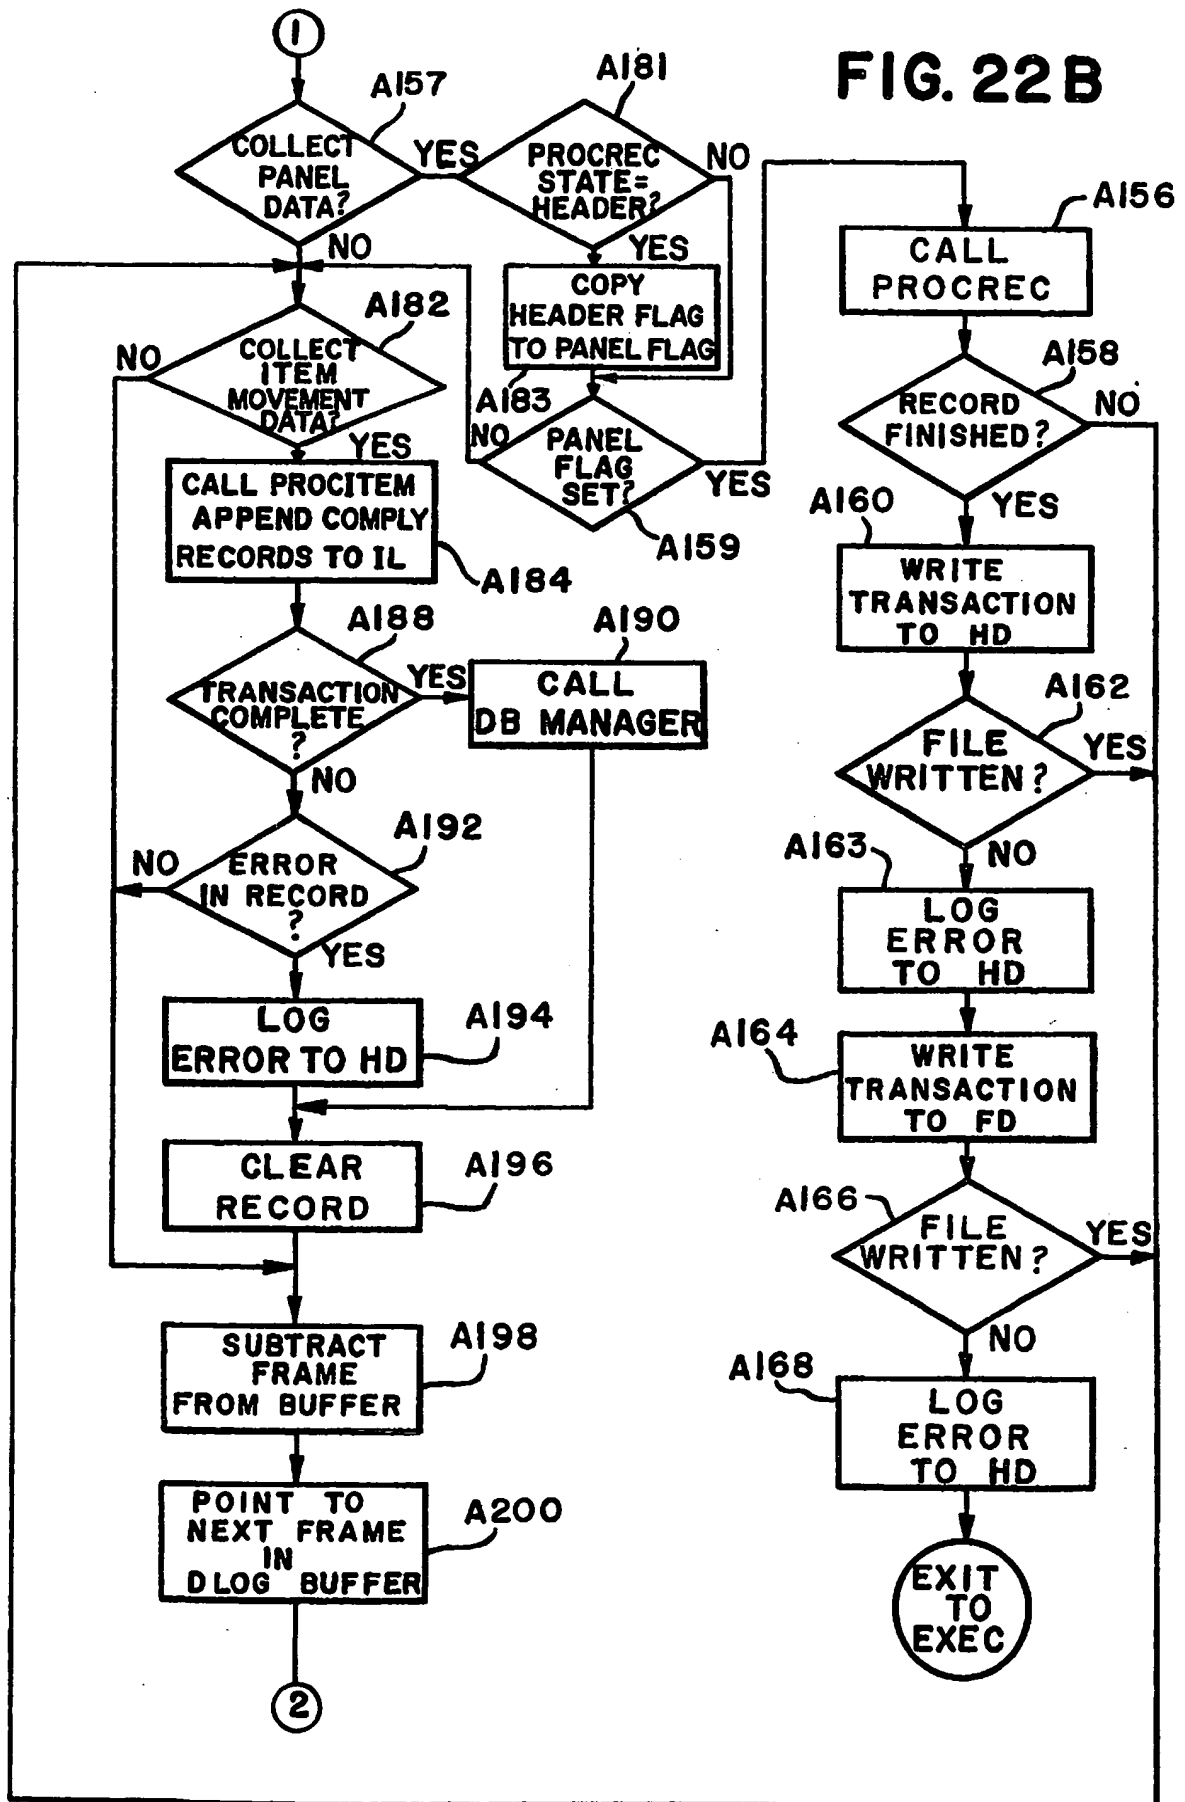 1
FIG. 22B
A157
COLLECT
PANEL
DATA?
YES
NO
A181
PROCREC
STATE=
HEADER?
NO
YES
COPY
HEADER FLAG
TO PANEL FLAG
A183
PANEL
FLAG
SET?
NO
YES
A159
A182
COLLECT
ITEM
MOVEMENT
DATA?
NO
YES
CALL PROCITEM
APPEND COMPLY
RECORDS TO IL
A184
A188
TRANSACTION
COMPLETE
?
YES
NO
A190
CALL
DB MANAGER
A192
ERROR
IN RECORD
?
NO
YES
LOG
ERROR TO HD
A194
CLEAR
RECORD
A196
SUBTRACT
FRAME
FROM BUFFER
A198
POINT TO
NEXT FRAME
IN
DLOG BUFFER
A200
2
A156
CALL
PROCREC
A158
RECORD
FINISHED?
NO
YES
A160
WRITE
TRANSACTION
TO HD
A162
FILE
WRITTEN?
YES
NO
A163
LOG
ERROR
TO HD
A164
WRITE
TRANSACTION
TO FD
A166
FILE
WRITTEN?
YES
NO
A168
LOG
ERROR
TO HD
EXIT
TO
EXEC